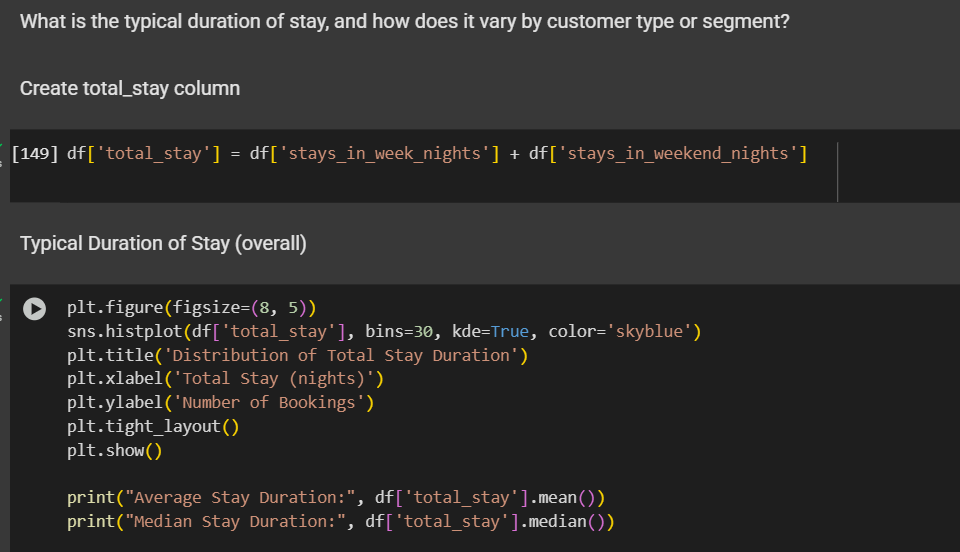 What is the typical duration of stay, and how does it vary by customer type or segment?
Create total_stay column
[149] df['total_stay'] = df['stays_in_week_nights'] + df['stays_in_weekend_nights']
Typical Duration of Stay (overall)
plt.figure(figsize=(8, 5))
sns.histplot(df['total_stay'], bins=30, kde=True, color='skyblue')
plt.title('Distribution of Total Stay Duration')
plt.xlabel('Total Stay (nights)')
plt.ylabel('Number of Bookings')
plt.tight_layout()
plt.show()
print("Average Stay Duration:", df['total_stay'].mean())
print("Median Stay Duration:", df['total_stay'].median())